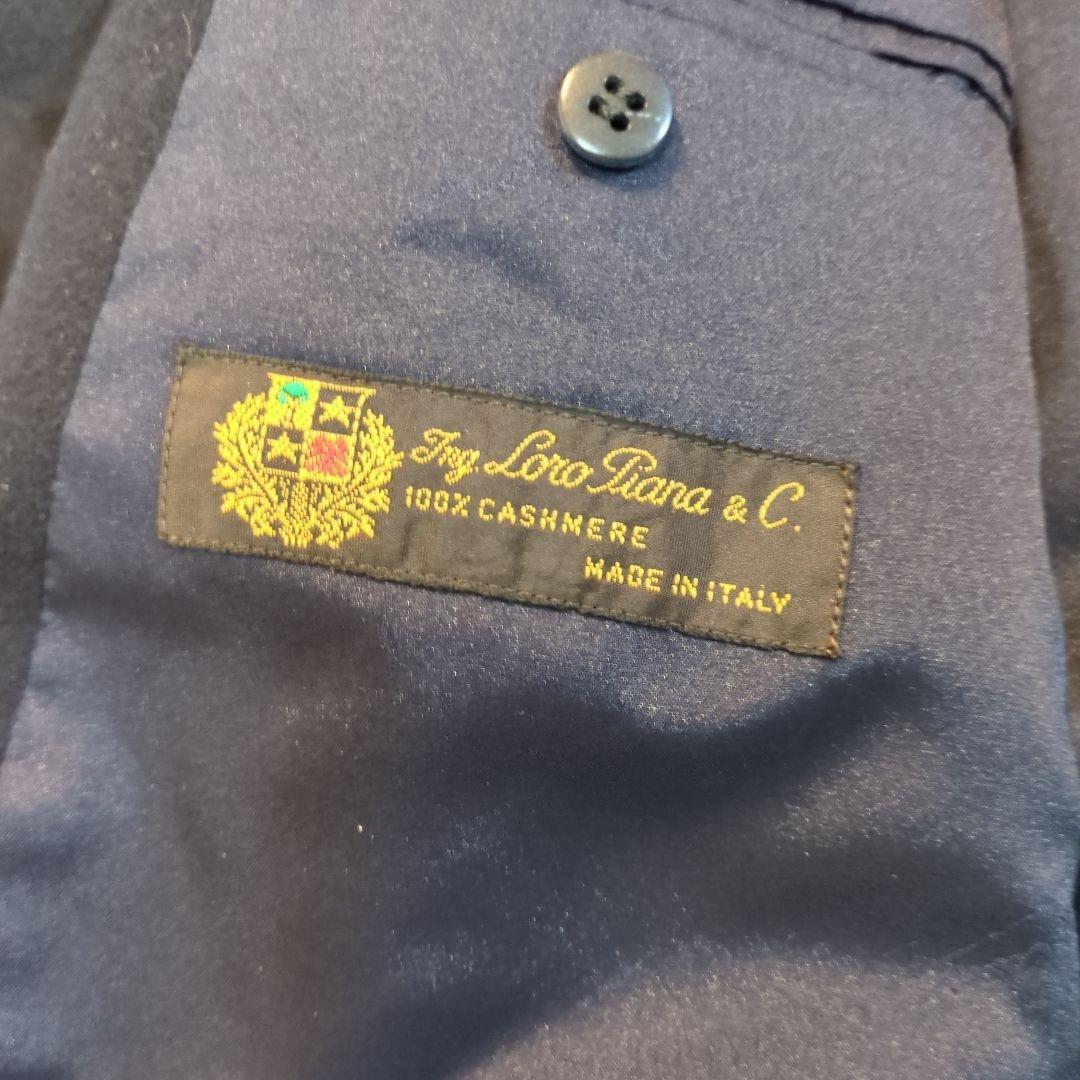 Ing. Loro Piana & C.
100% CASHMERE
MADE IN ITALY